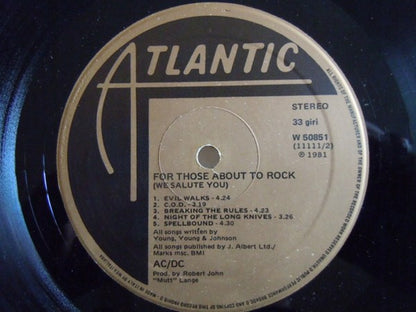 ATLANTIC
STEREO
33 giri
W 50851
(11111/2)
℗ 1981
FOR THOSE ABOUT TO ROCK
(WE SALUTE YOU)
1. EVIL WALKS - 4.24
2. C.O.D. - 3.19
3. BREAKING THE RULES - 4.23
4. NIGHT OF THE LONG KNIVES - 3.26
5. SPELLBOUND - 4.30
All songs written by
Young, Young & Johnson
All songs published by J. Albert Ltd./
Marks msc. BMI
AC/DC
Prod. by Robert John
"Mutt" Lange